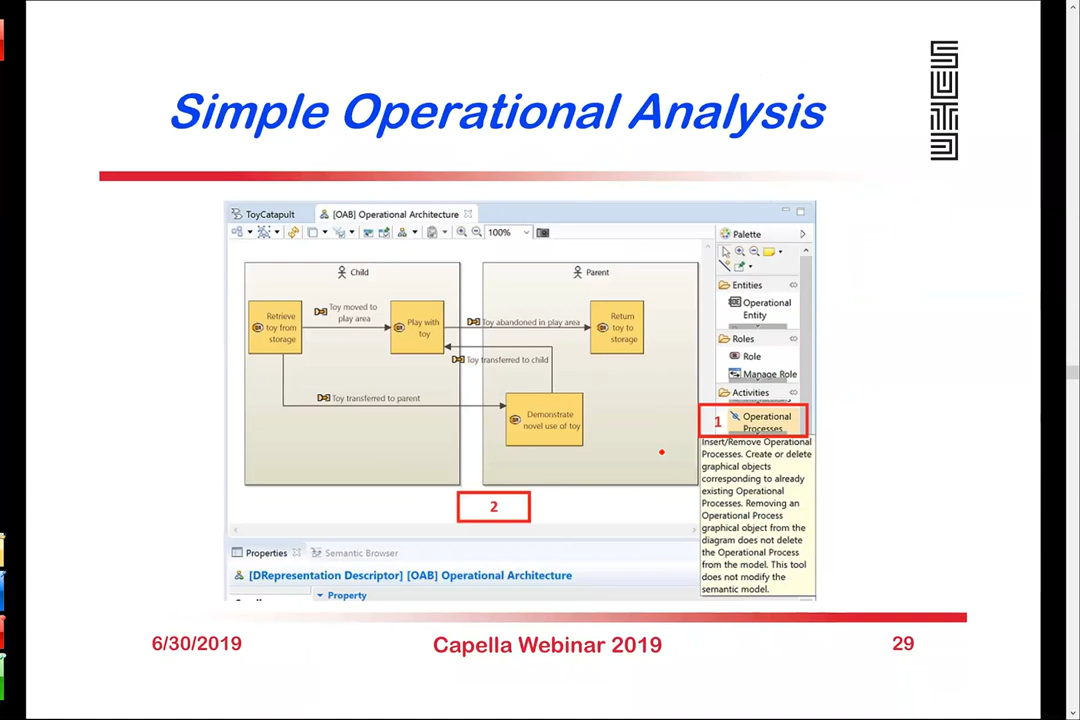 Simple Operational Analysis
ToyCatapult
[OAB] Operational Architecture
100%
Palette
Child
Parent
Retrieve
toy from
storage
Toy moved to
play area
Play with
toy
Toy abandoned in play area
Return
toy to
storage
Toy transferred to child
Toy transferred to parent
Demonstrate
novel use of toy
Entities
Operational
Entity
Roles
Role
Manage Role
Activities
1
Operational
Processes
Insert/Remove Operational
Processes. Create or delete
graphical objects
corresponding to already
existing Operational
Processes. Removing an
Operational Process
graphical object from the
diagram does not delete
the Operational Process
from the model. This tool
does not modify the
semantic model.
2
Properties
Semantic Browser
[DRepresentation Descriptor] [OAB] Operational Architecture
Property
6/30/2019
Capella Webinar 2019
29